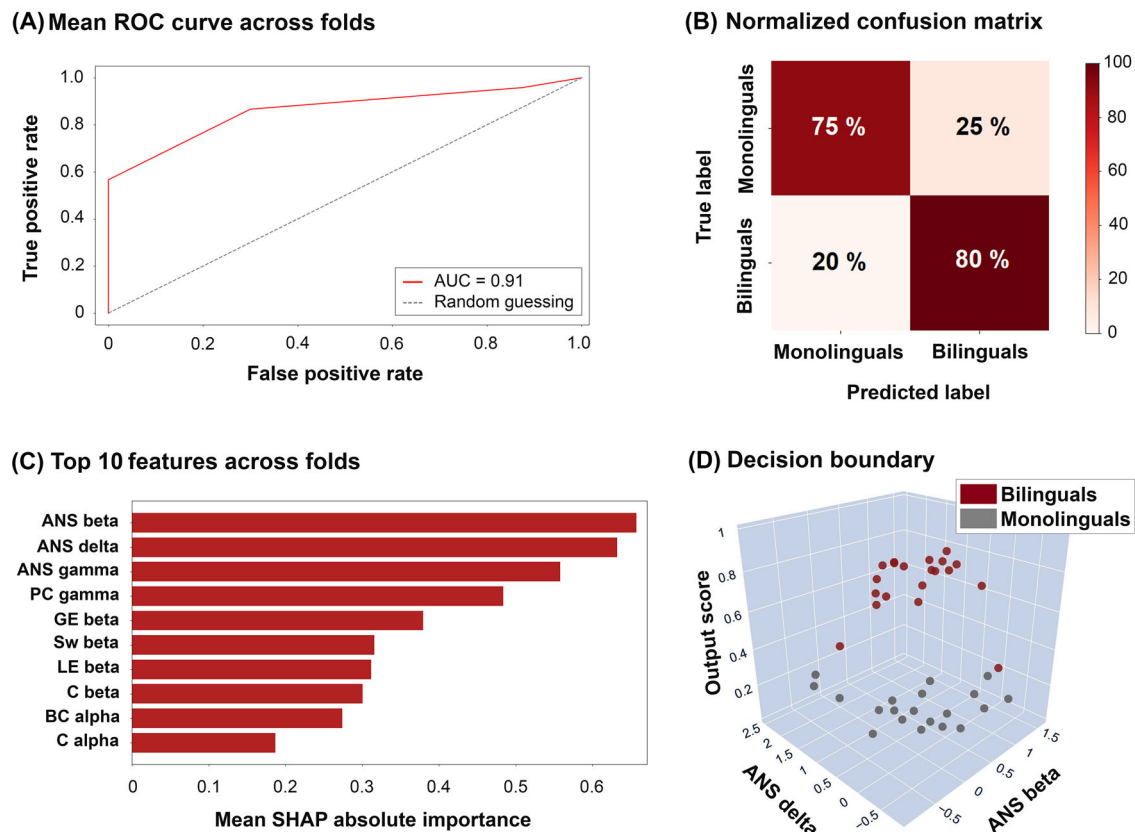 (A) Mean ROC curve across folds
True positive rate
1.0
0.8
0.6
0.4
0.2
0
0
0.2
0.4
0.6
0.8
1.0
False positive rate
AUC = 0.91
Random guessing
(B) Normalized confusion matrix
True label
Monolinguals
Bilinguals
75 %
25 %
20 %
80 %
Monolinguals
Bilinguals
Predicted label
100
80
60
40
20
0
(C) Top 10 features across folds
ANS beta
ANS delta
ANS gamma
PC gamma
GE beta
Sw beta
LE beta
C beta
BC alpha
C alpha
0
0.1
0.2
0.3
0.4
0.5
0.6
Mean SHAP absolute importance
(D) Decision boundary
Bilinguals
Monolinguals
Output score
1
0.8
0.6
0.4
0.2
2.5
2
1.5
1
0.5
0
−0.5
ANS delta
−0.5
0
0.5
1
1.5
ANS beta